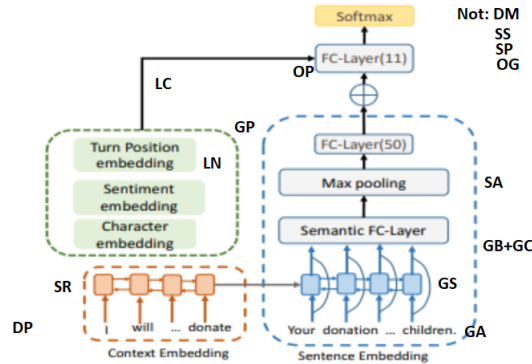 Softmax
Not: DM
SS
SP
OG
OP
FC-Layer(11)
LC
GP
FC-Layer(50)
Turn Position
embedding
LN
Max pooling
SA
Sentiment
embedding
Character
embedding
Semantic FC-Layer
GB+GC
SR
GS
DP
I will ... donate
Your donation ... children.
GA
Context Embedding
Sentence Embedding